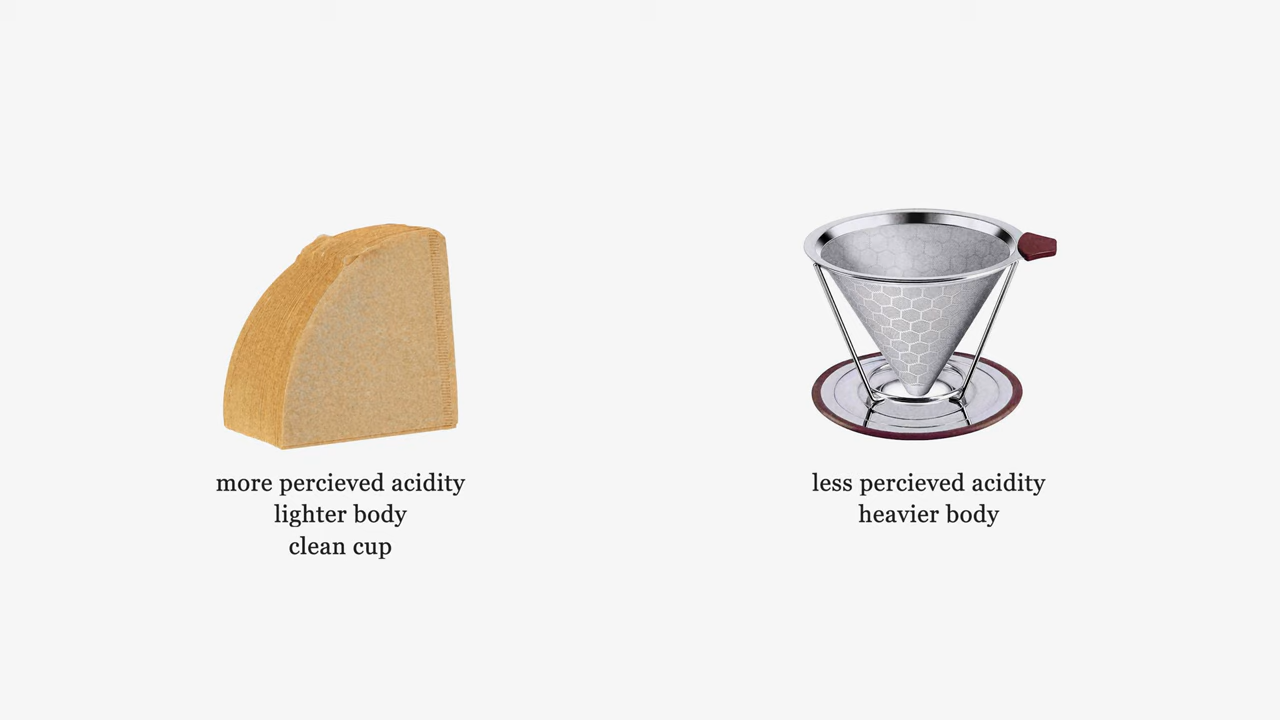 more percieved acidity
lighter body
clean cup
less percieved acidity
heavier body